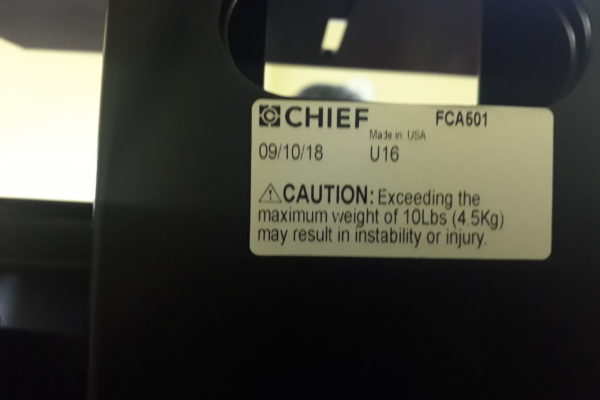 CHIEF FCA501
Made in USA
09/10/18 U16
⚠CAUTION: Exceeding the
maximum weight of 10Lbs (4.5Kg)
may result in instability or injury.